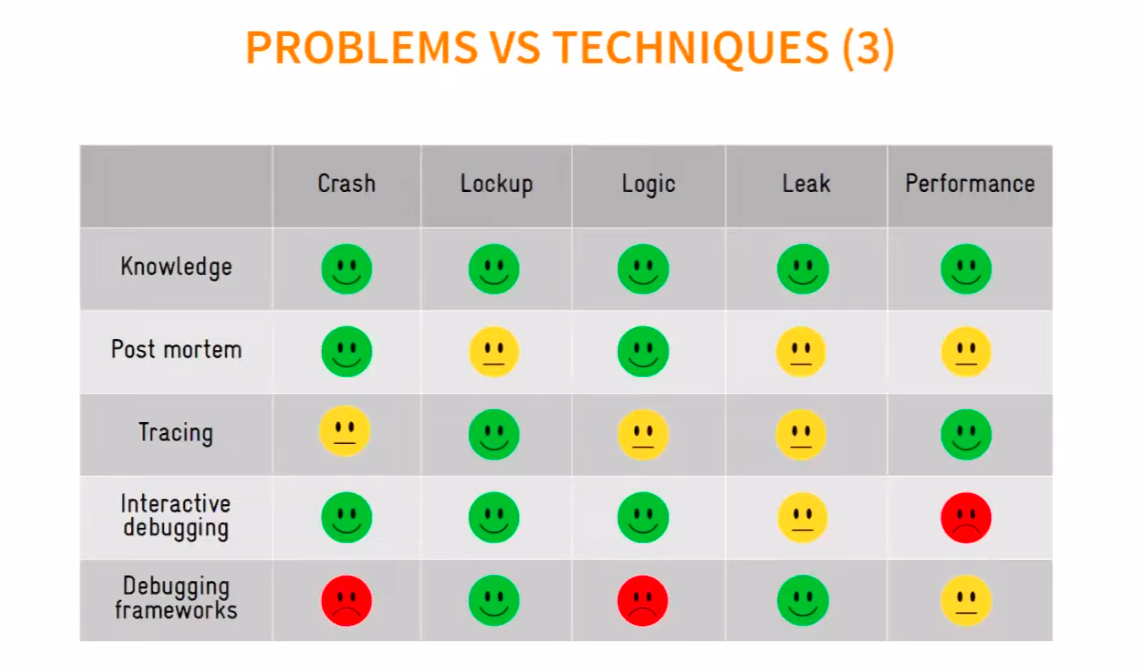 PROBLEMS VS TECHNIQUES (3)
Crash Lockup Logic Leak Performance
Knowledge
Post mortem
Tracing
Interactive
debugging
Debugging
frameworks